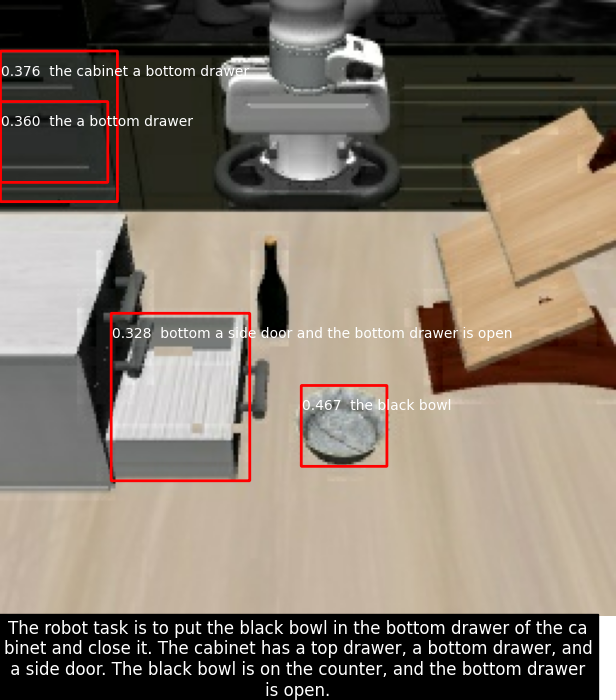 0.376  the cabinet a bottom drawer
0.360  the a bottom drawer
0.328  bottom a side door and the bottom drawer is open
0.467  the black bowl
The robot task is to put the black bowl in the bottom drawer of the ca
binet and close it. The cabinet has a top drawer, a bottom drawer, and
a side door. The black bowl is on the counter, and the bottom drawer
is open.